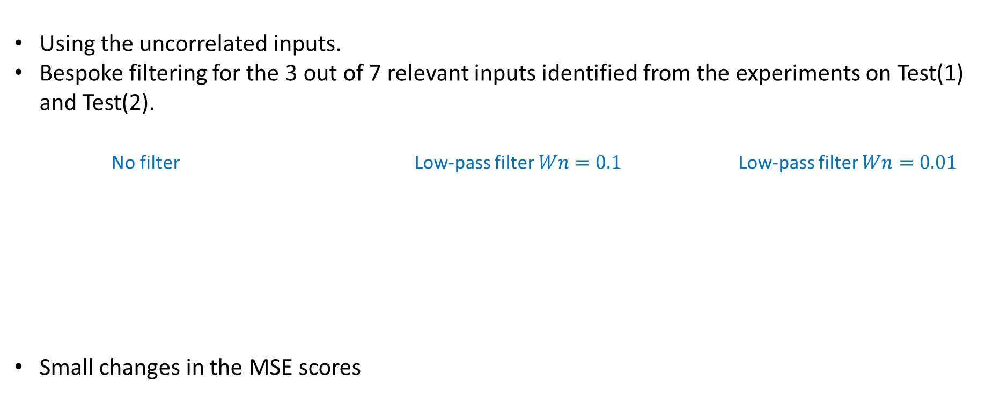 • Using the uncorrelated inputs.
• Bespoke filtering for the 3 out of 7 relevant inputs identified from the experiments on Test(1)
and Test(2).
No filter
Low-pass filter Wn = 0.1
Low-pass filter Wn = 0.01
• Small changes in the MSE scores